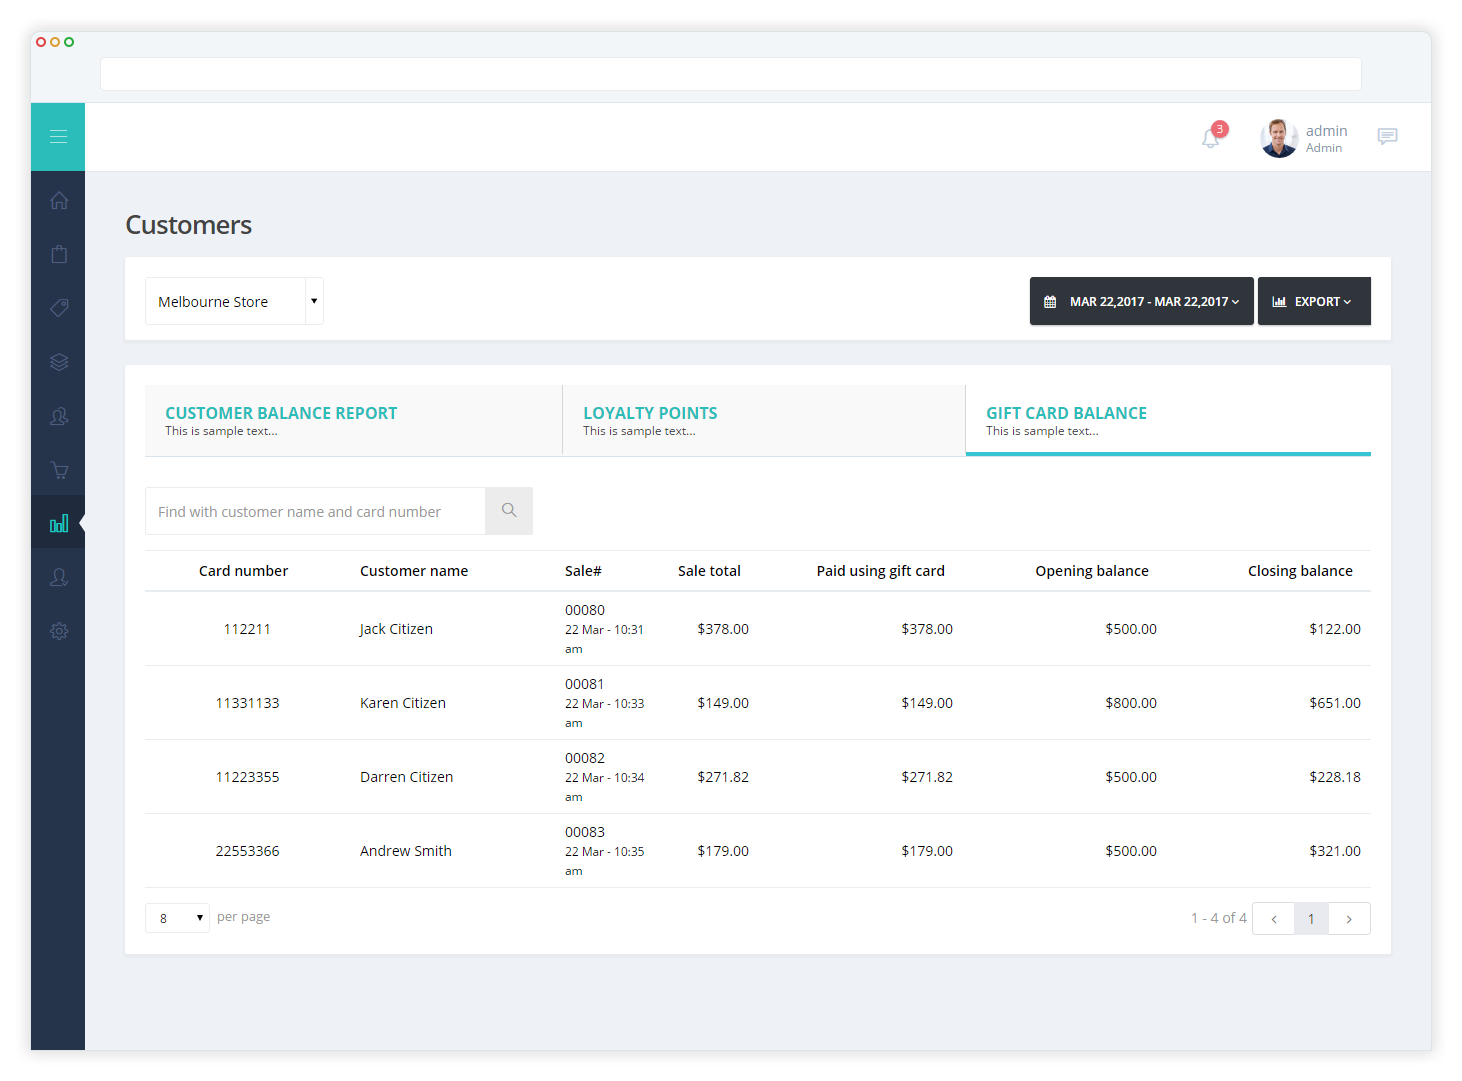 3
admin
Admin
Customers
Melbourne Store
MAR 22,2017 - MAR 22,2017
EXPORT
CUSTOMER BALANCE REPORT
This is sample text...
LOYALTY POINTS
This is sample text...
GIFT CARD BALANCE
This is sample text...
Find with customer name and card number
Card number Customer name Sale# Sale total Paid using gift card Opening balance Closing balance
00080
112211 Jack Citizen 22 Mar - 10:31 $378.00 $378.00 $500.00 $122.00
am
00081
11331133 Karen Citizen 22 Mar - 10:33 $149.00 $149.00 $800.00 $651.00
am
00082
11223355 Darren Citizen 22 Mar - 10:34 $271.82 $271.82 $500.00 $228.18
am
00083
22553366 Andrew Smith 22 Mar - 10:35 $179.00 $179.00 $500.00 $321.00
am
8 per page 1 - 4 of 4 ‹ 1 ›